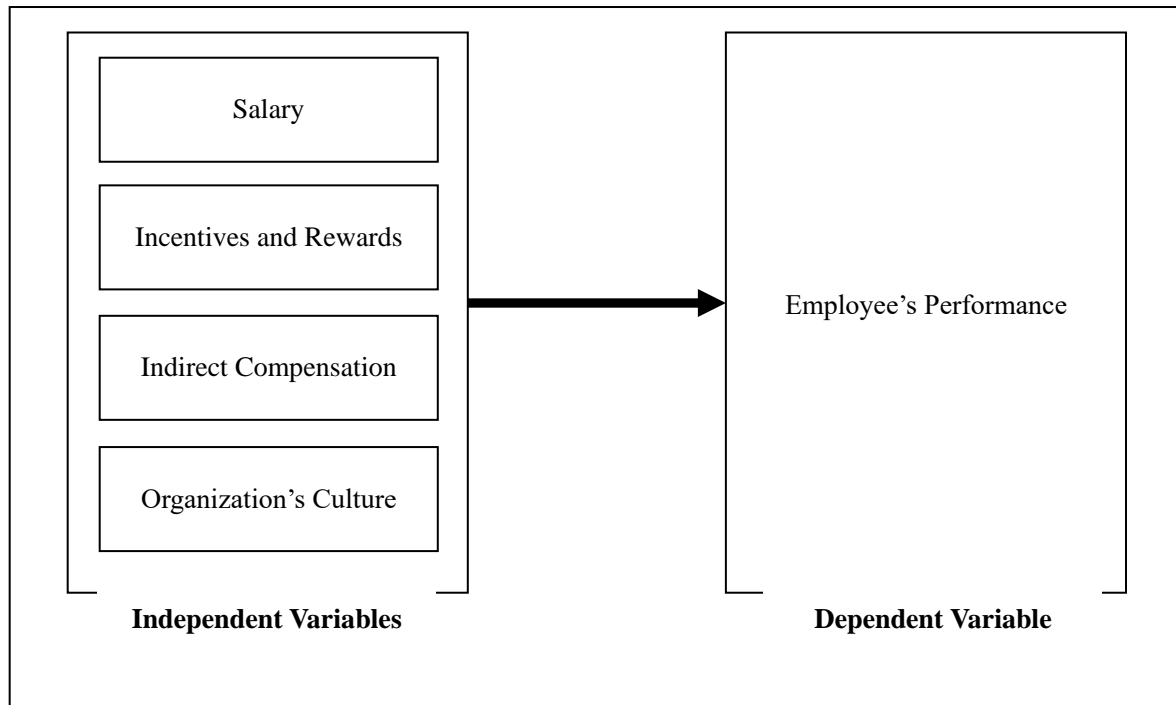 Salary
Incentives and Rewards
Indirect Compensation
Organization’s Culture
Independent Variables
Employee’s Performance
Dependent Variable